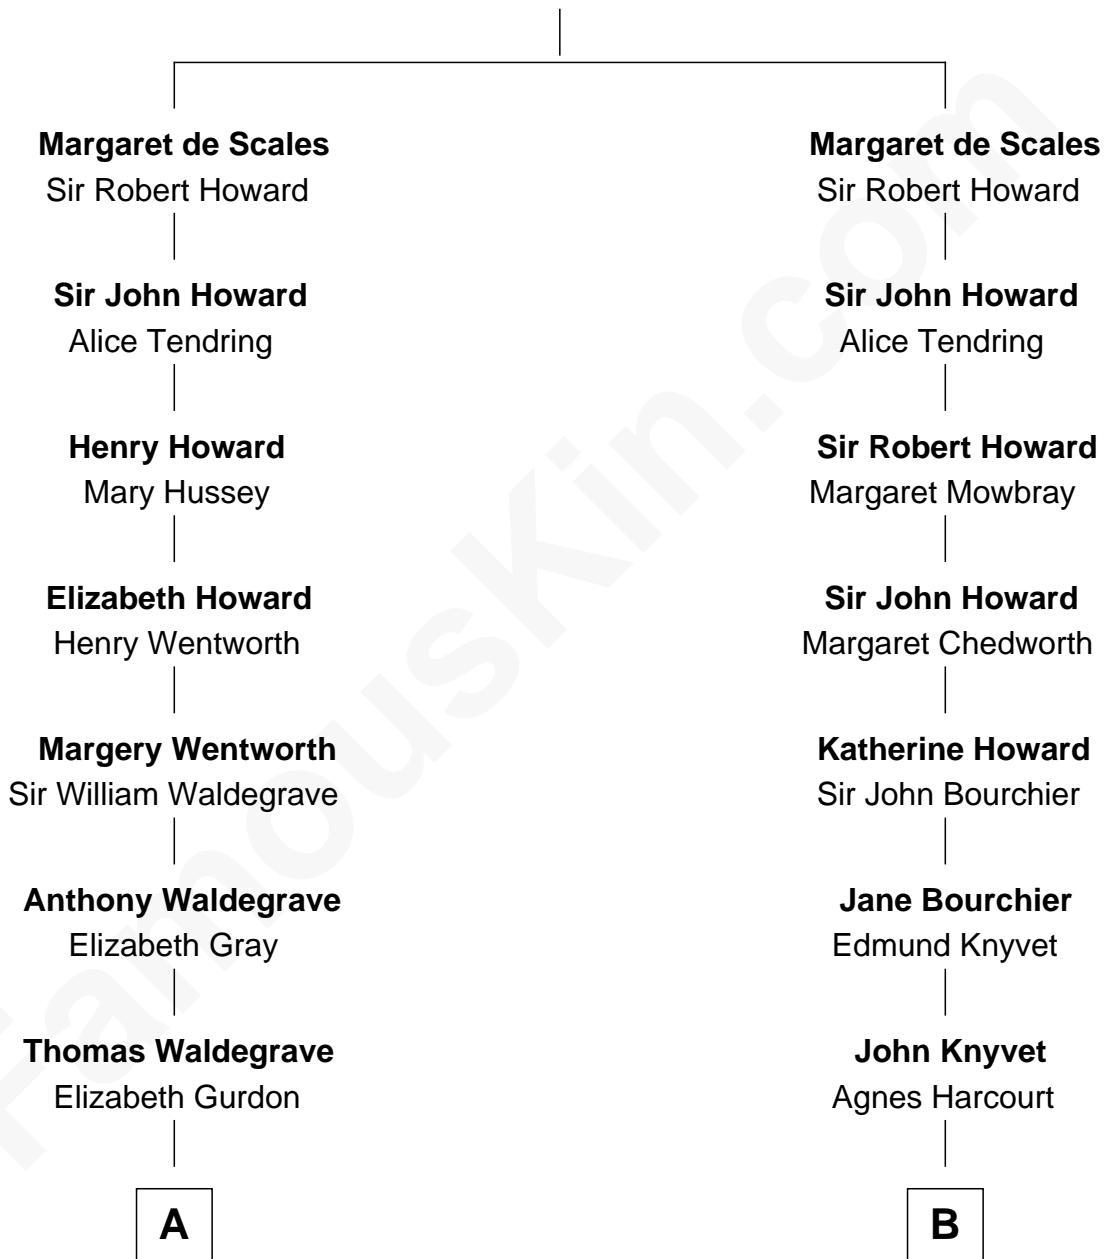 Margaret de Scales
Sir Robert Howard
Sir John Howard
Alice Tendring
Henry Howard
Mary Hussey
Elizabeth Howard
Henry Wentworth
Margery Wentworth
Sir William Waldegrave
Anthony Waldegrave
Elizabeth Gray
Thomas Waldegrave
Elizabeth Gurdon
A
Margaret de Scales
Sir Robert Howard
Sir John Howard
Alice Tendring
Sir Robert Howard
Margaret Mowbray
Sir John Howard
Margaret Chedworth
Katherine Howard
Sir John Bourchier
Jane Bourchier
Edmund Knyvet
John Knyvet
Agnes Harcourt
B
FamousKin.com